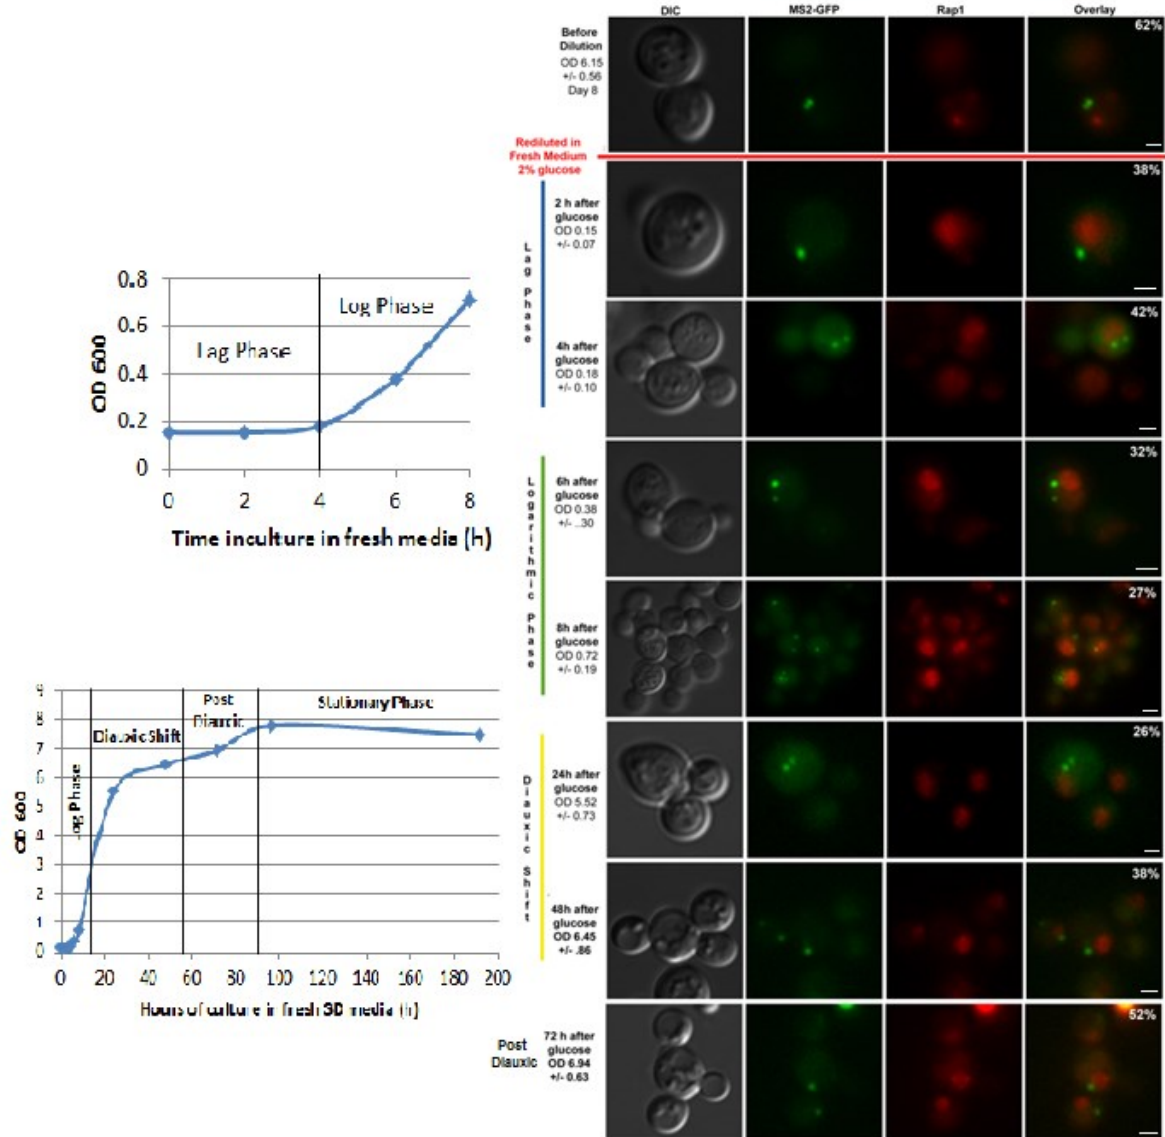 DIC
MS2-GFP
Rap1
Overlay
Before
Dilution
OD 6.15
+/- 0.56
Day 8
62%
Rediluted in
Fresh Medium
2% glucose
Lag Phase
2 h after
glucose
OD 0.15
+/- 0.07
38%
4h after
glucose
OD 0.18
+/- 0.10
42%
Logarithmic Phase
6h after
glucose
OD 0.38
+/- ..30
32%
8h after
glucose
OD 0.72
+/- 0.19
27%
Diauxic Shift
24h after
glucose
OD 5.52
+/- 0.73
26%
48h after
glucose
OD 6.45
+/- .86
38%
Post
Diauxic
72 h after
glucose
OD 6.94
+/- 0.63
52%
OD 600
0.8
0.6
0.4
0.2
0
Lag Phase
Log Phase
0 2 4 6 8
Time inculture in fresh media (h)
OD 600
9
8
7
6
5
4
3
2
1
0
Log Phase
Diauxic Shift
Post
Diauxic
Stationary Phase
0 20 40 60 80 100 120 140 160 180 200
Hours of culture in fresh SD media (h)